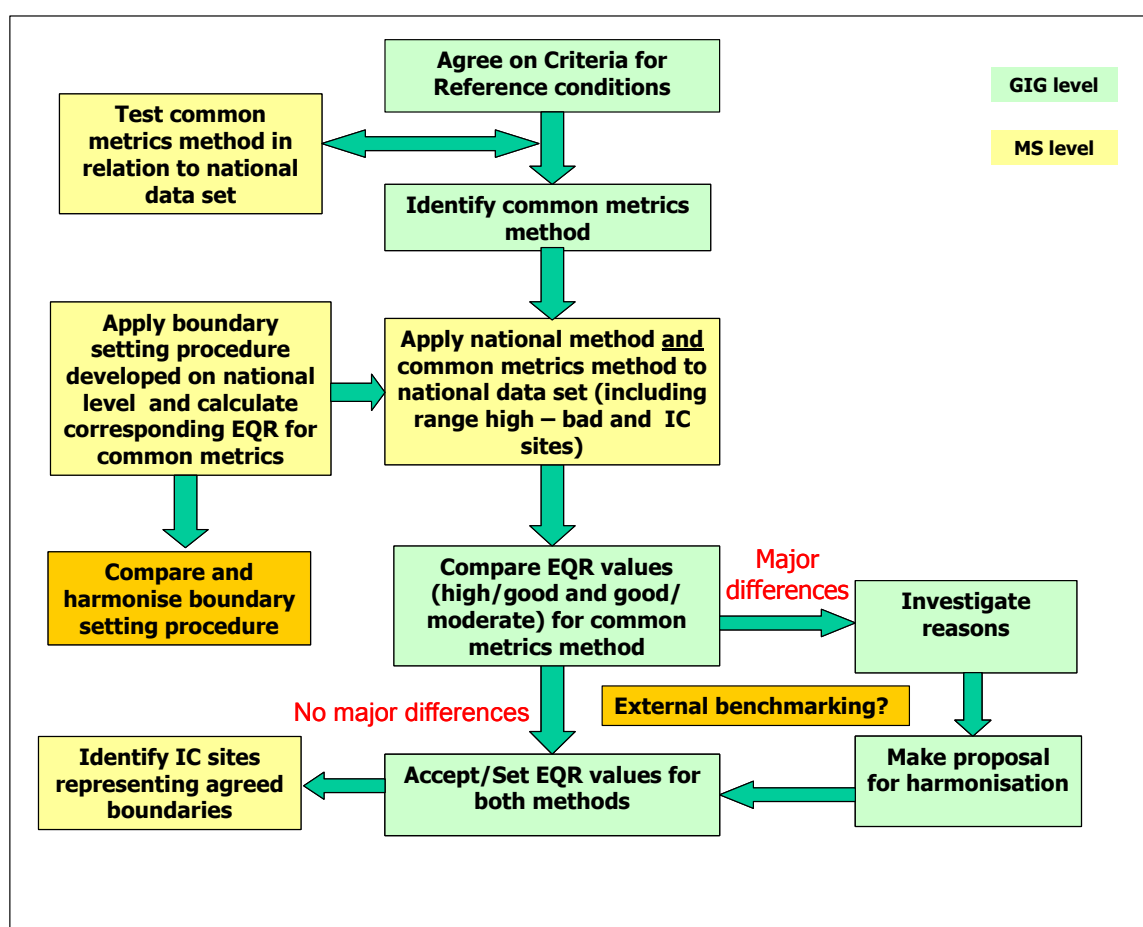 Agree on Criteria for
Reference conditions
GIG level
MS level
Test common
metrics method in
relation to national
data set
Identify common metrics
method
Apply boundary
setting procedure
developed on national
level and calculate
corresponding EQR for
common metrics
Apply national method and
common metrics method to
national data set (including
range high – bad and IC
sites)
Compare and
harmonise boundary
setting procedure
Compare EQR values
(high/good and good/
moderate) for common
metrics method
Major
differences
Investigate
reasons
No major differences
External benchmarking?
Identify IC sites
representing agreed
boundaries
Accept/Set EQR values for
both methods
Make proposal
for harmonisation